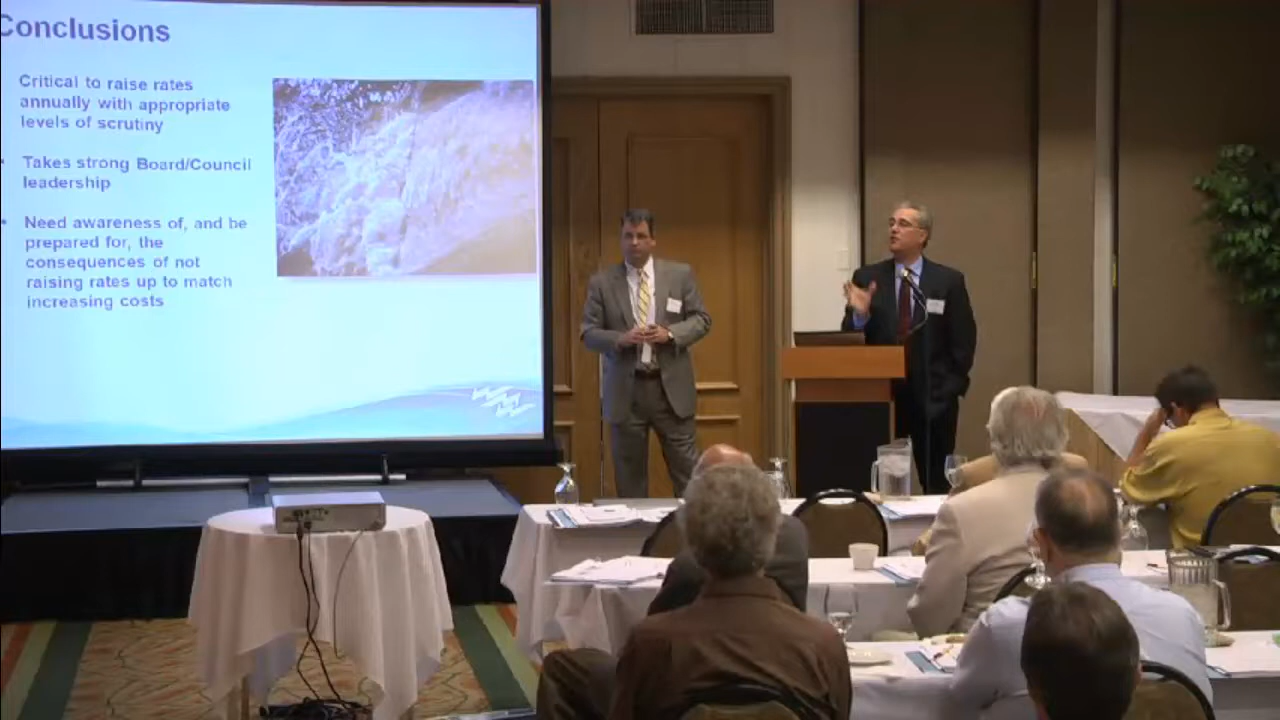 Conclusions
Critical to raise rates
annually with appropriate
levels of scrutiny
• Takes strong Board/Council
leadership
• Need awareness of, and be
prepared for, the
consequences of not
raising rates up to match
increasing costs